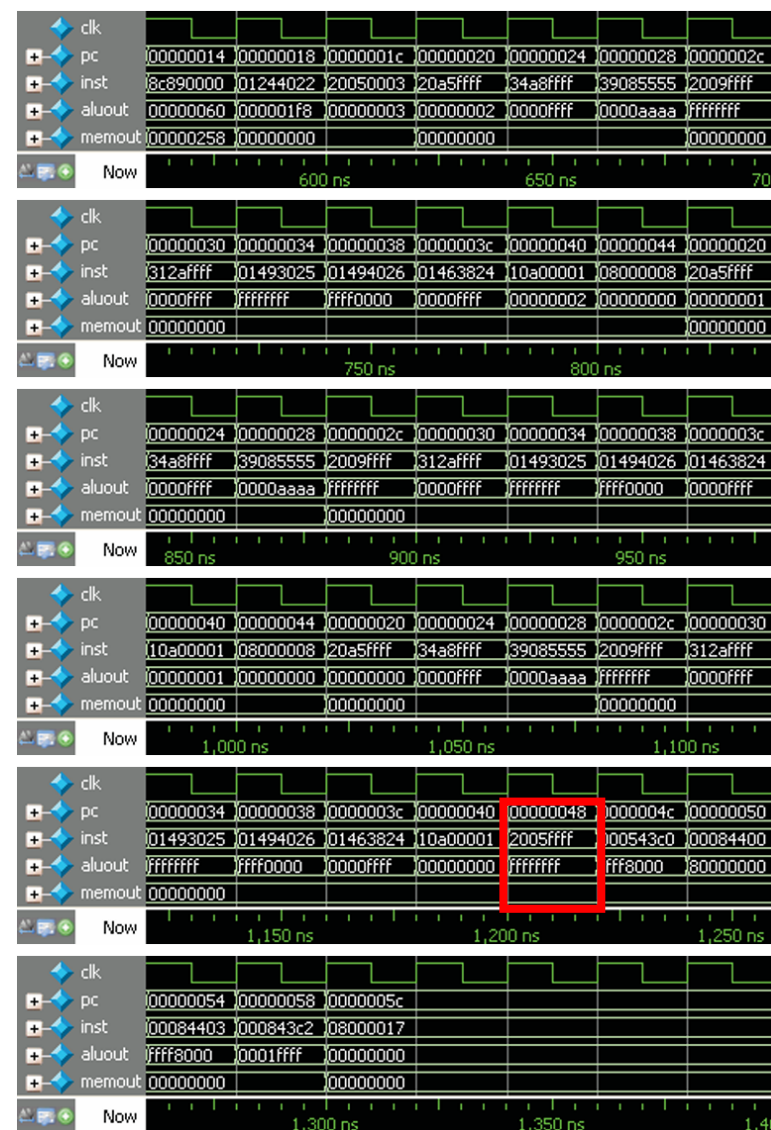 clk
pc 00000014 00000018 0000001c 00000020 00000024 00000028 0000002c
inst 8c890000 01244022 20050003 20a5ffff 34a8ffff 39085555 2009ffff
aluout 00000060 000001f8 00000003 00000002 0000ffff 0000aaaa ffffffff
memout 00000258 00000000 00000000 00000000
Now 600 ns 650 ns 70
clk
pc 00000030 00000034 00000038 0000003c 00000040 00000044 00000020
inst 312affff 01493025 01494026 01463824 10a00001 08000008 20a5ffff
aluout 0000ffff ffffffff ffff0000 0000ffff 00000002 00000000 00000001
memout 00000000 00000000
Now 750 ns 800 ns
clk
pc 00000024 00000028 0000002c 00000030 00000034 00000038 0000003c
inst 34a8ffff 39085555 2009ffff 312affff 01493025 01494026 01463824
aluout 0000ffff 0000aaaa ffffffff 0000ffff ffffffff ffff0000 0000ffff
memout 00000000 00000000
Now 850 ns 900 ns 950 ns
clk
pc 00000040 00000044 00000020 00000024 00000028 0000002c 00000030
inst 10a00001 08000008 20a5ffff 34a8ffff 39085555 2009ffff 312affff
aluout 00000001 00000000 00000000 0000ffff 0000aaaa ffffffff 0000ffff
memout 00000000 00000000 00000000
Now 1,000 ns 1,050 ns 1,100 ns
clk
pc 00000034 00000038 0000003c 00000040 00000048 0000004c 00000050
inst 01493025 01494026 01463824 10a00001 2005ffff 000543c0 00084400
aluout ffffffff ffff0000 0000ffff 00000000 ffffffff ffff8000 80000000
memout 00000000
Now 1,150 ns 1,200 ns 1,250 ns
clk
pc 00000054 00000058 0000005c
inst 00084403 000843c2 08000017
aluout ffff8000 0001ffff 00000000
memout 00000000 00000000
Now 1,300 ns 1,350 ns 1,4